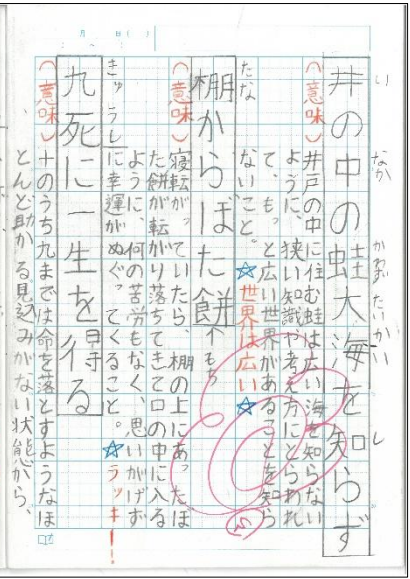 月 日( )
い なか かわず たいかい し
井の中の蛙大海を知らず
(意味) 井戸の中に住む蛙は広い海を知らない
ように、狭い知識や考え方にとらわれ
て、もっと広い世界があることを知ら
ないこと。☆世界は広い☆
たな もち
棚からぼた餅
(意味) 寝転がっていたら、棚の上にあったぼ
た餅が転がり落ちてきて口の中に入る
ように、何の苦労もなく、思いがけず
に幸運がめぐってくること。☆ラッキー!
きゅうし
九死に一生を得る
(意味) 十のうち九までは命を落とすようなほ
とんど助かる見込みがない状態から、